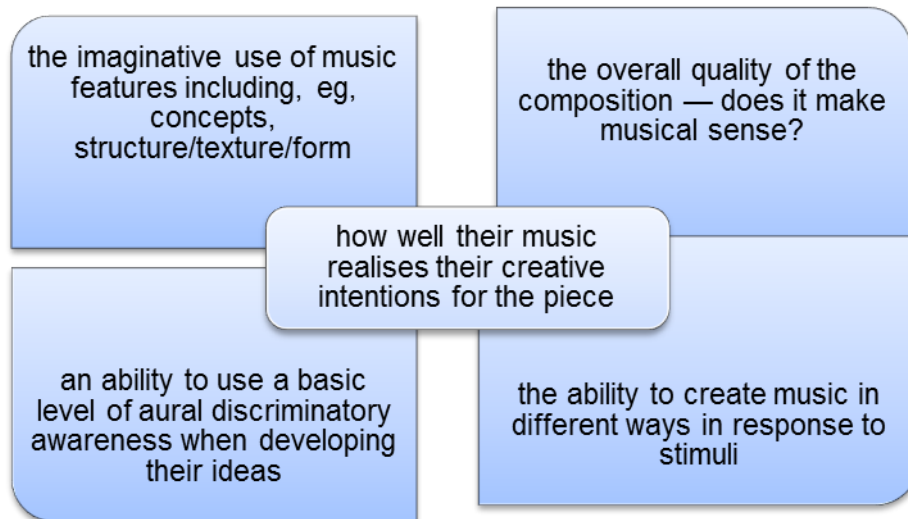 the imaginative use of music
features including, eg,
concepts,
structure/texture/form
the overall quality of the
composition — does it make
musical sense?
how well their music
realises their creative
intentions for the piece
an ability to use a basic
level of aural discriminatory
awareness when developing
their ideas
the ability to create music in
different ways in response to
stimuli